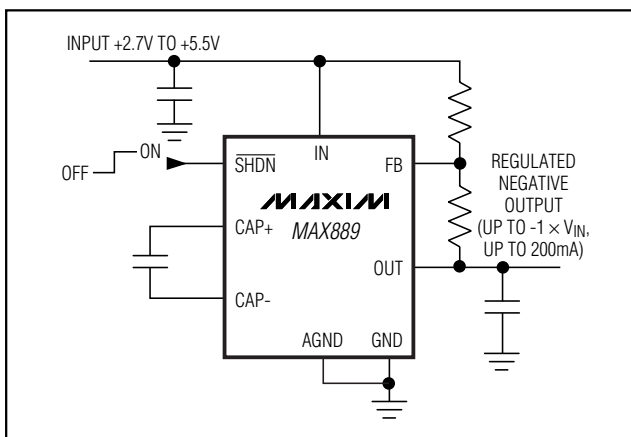 INPUT +2.7V TO +5.5V
OFF
ON
SHDN
IN
FB
MAXIM
MAX889
CAP+
CAP-
OUT
AGND
GND
REGULATED
NEGATIVE
OUTPUT
(UP TO -1 × VIN,
UP TO 200mA)